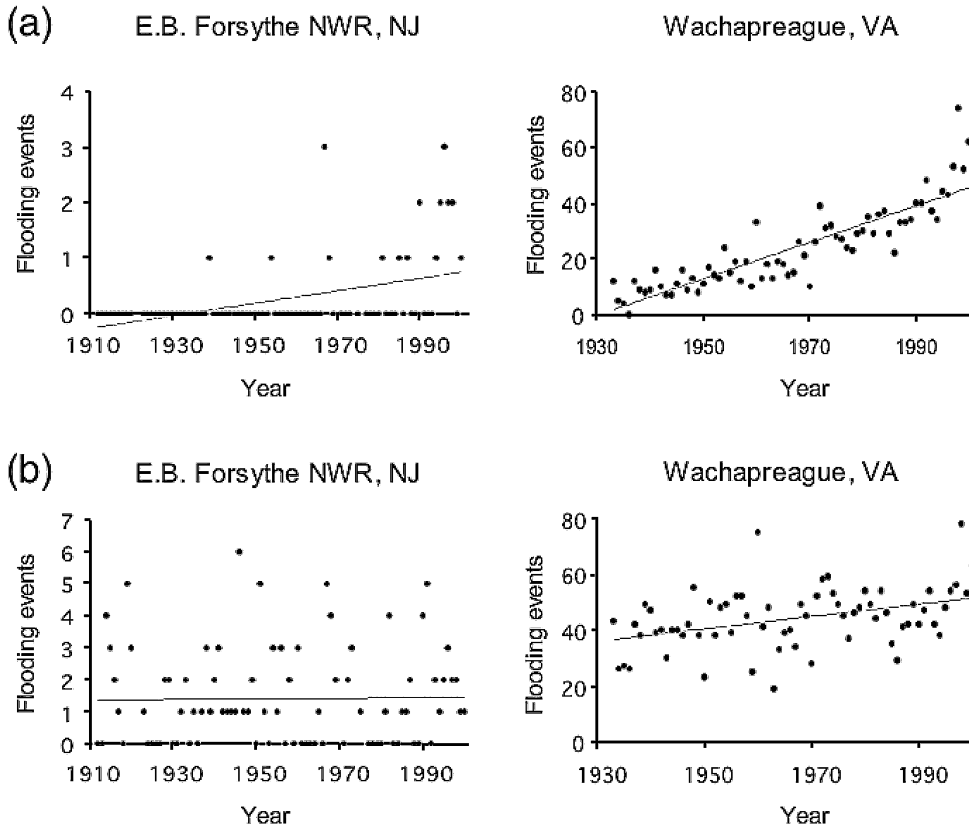 (a)
E.B. Forsythe NWR, NJ
Flooding events
4
3
2
1
0
1910 1930 1950 1970 1990
Year
Wachapreague, VA
Flooding events
80
60
40
20
0
1930 1950 1970 1990
Year
(b)
E.B. Forsythe NWR, NJ
Flooding events
7
6
5
4
3
2
1
0
1910 1930 1950 1970 1990
Year
Wachapreague, VA
Flooding events
80
60
40
20
0
1930 1950 1970 1990
Year